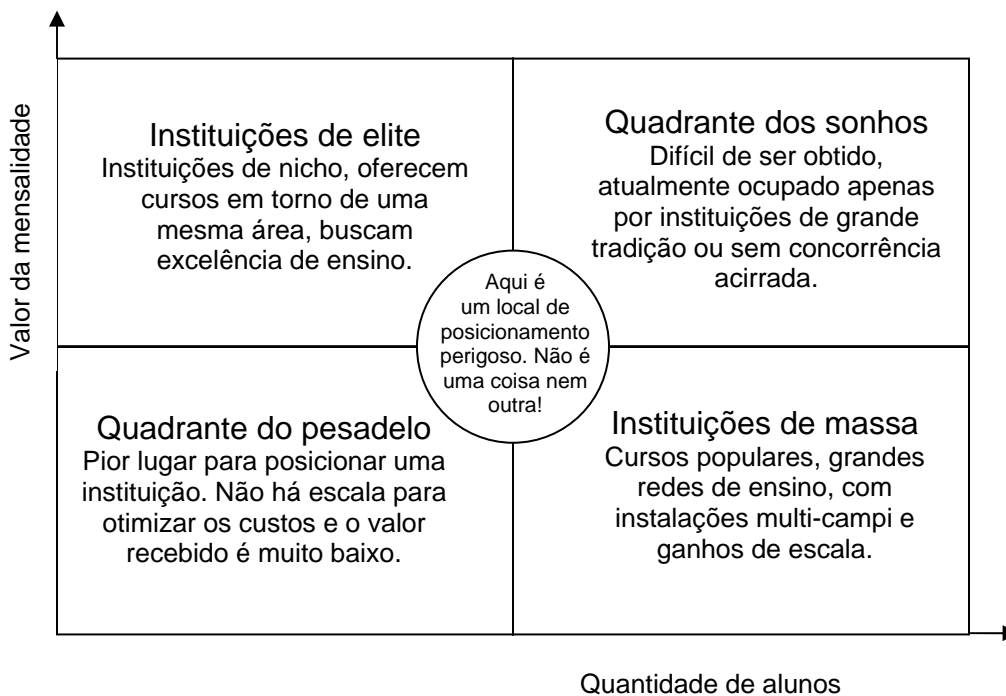 Valor da mensalidade
Instituições de elite
Instituições de nicho, oferecem
cursos em torno de uma
mesma área, buscam
excelência de ensino.
Quadrante dos sonhos
Difícil de ser obtido,
atualmente ocupado apenas
por instituições de grande
tradição ou sem concorrência
acirrada.
Aqui é
um local de
posicionamento
perigoso. Não é
uma coisa nem
outra!
Quadrante do pesadelo
Pior lugar para posicionar uma
instituição. Não há escala para
otimizar os custos e o valor
recebido é muito baixo.
Instituições de massa
Cursos populares, grandes
redes de ensino, com
instalações multi-campi e
ganhos de escala.
Quantidade de alunos